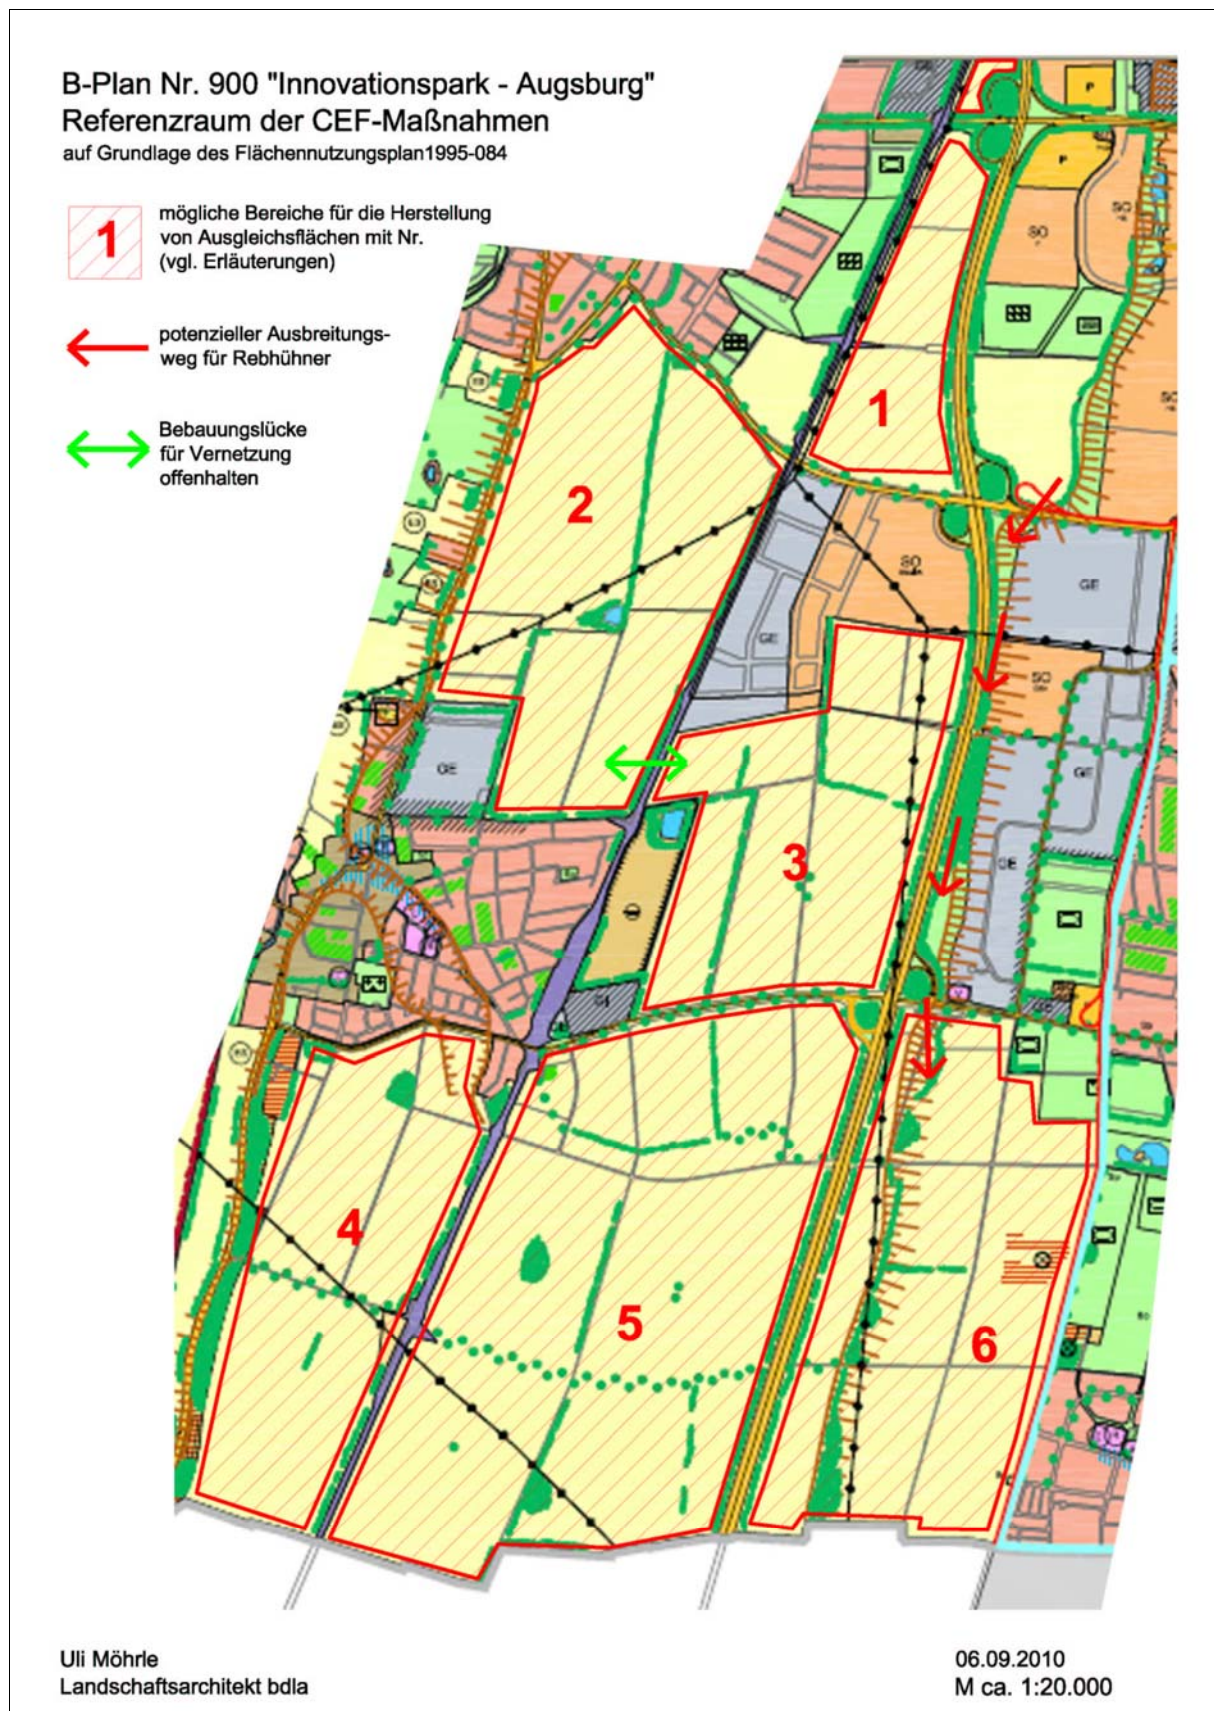 B-Plan Nr. 900 "Innovationspark - Augsburg"
Referenzraum der CEF-Maßnahmen
auf Grundlage des Flächennutzungsplan1995-084
1
mögliche Bereiche für die Herstellung
von Ausgleichsflächen mit Nr.
(vgl. Erläuterungen)
potenzieller Ausbreitungs-
weg für Rebhühner
Bebauungslücke
für Vernetzung
offenhalten
P
P
SO
SO
SO
1
2
SO
GE
GE
SO
GE
GE
3
GE
4
5
6
Uli Möhrle
Landschaftsarchitekt bdla
06.09.2010
M ca. 1:20.000